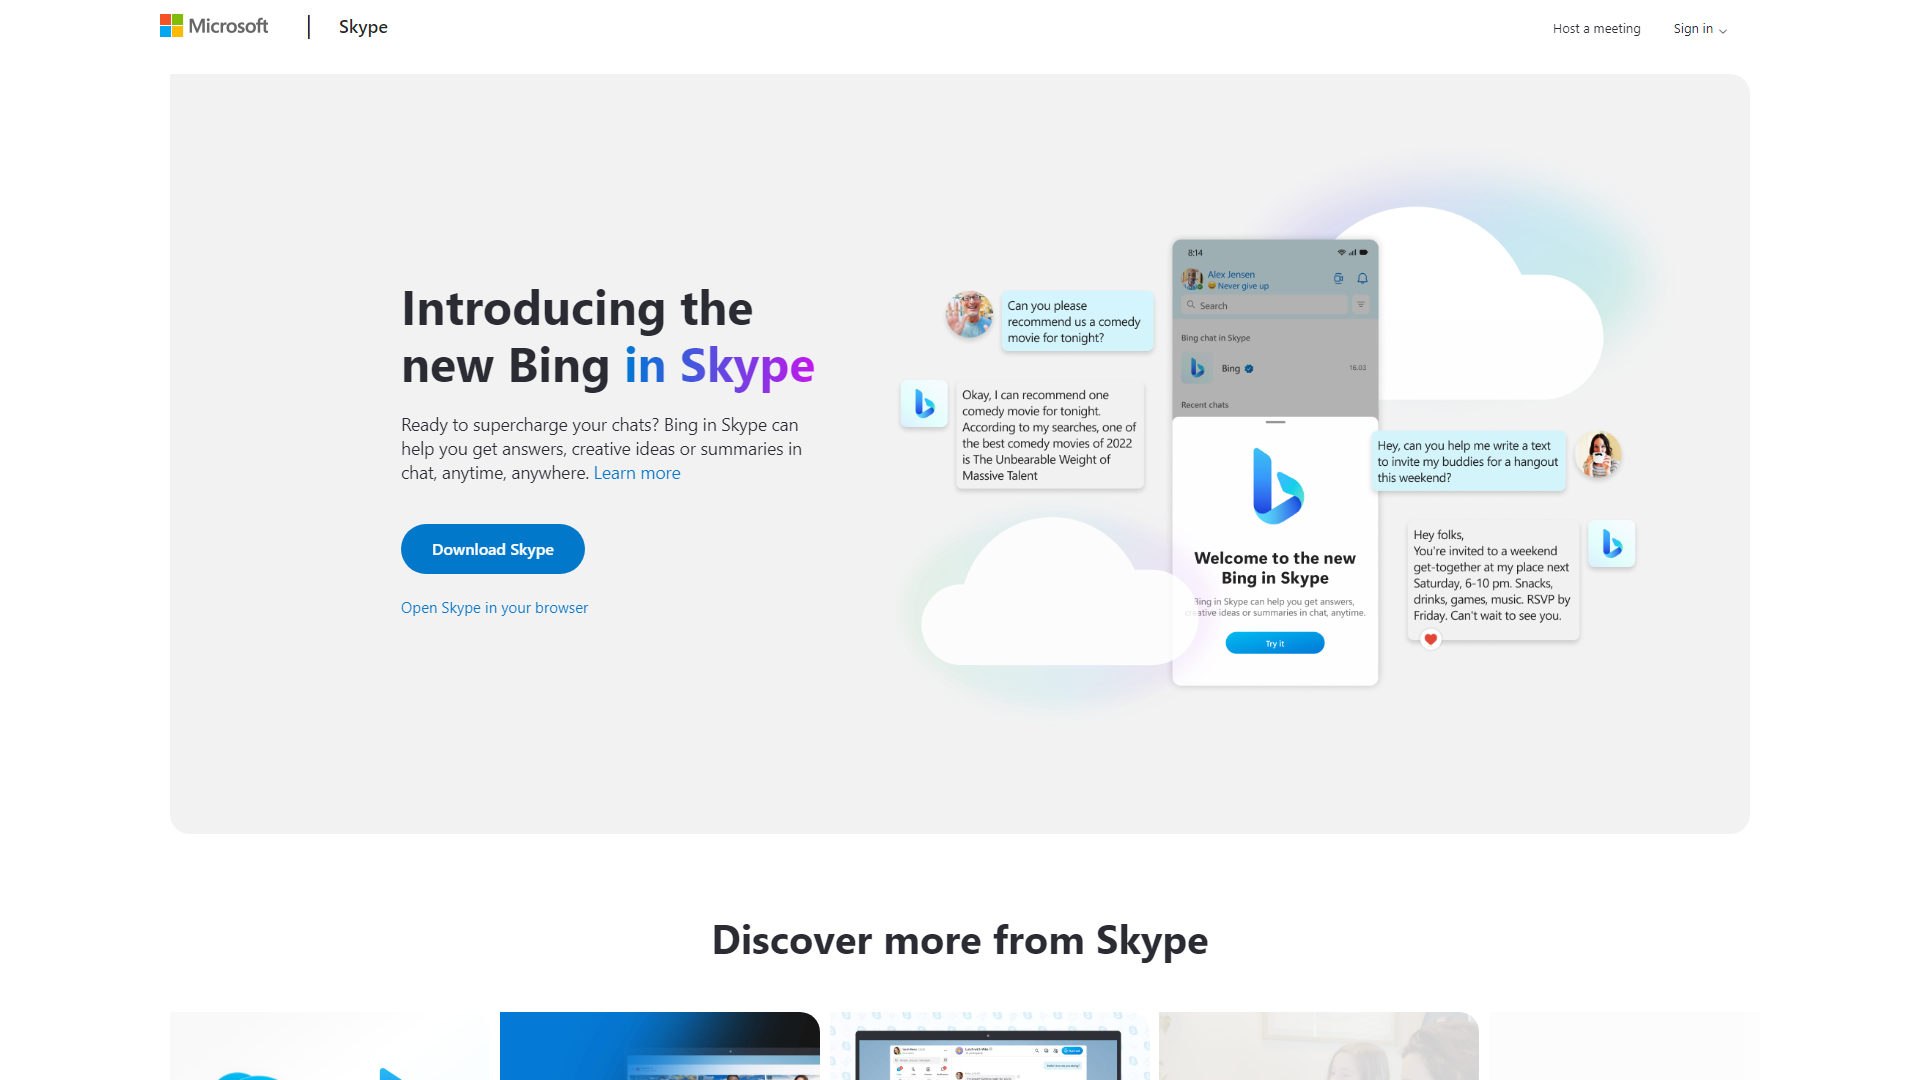 Microsoft
Skype
Host a meeting
Sign in
Introducing the
new Bing in Skype
Ready to supercharge your chats? Bing in Skype can
help you get answers, creative ideas or summaries in
chat, anytime, anywhere. Learn more
Download Skype
Open Skype in your browser
Can you please
recommend us a comedy
movie for tonight?
Okay, I can recommend one
comedy movie for tonight.
According to my searches, one of
the best comedy movies of 2022
is The Unbearable Weight of
Massive Talent
8:14
Alex Jensen
Never give up
Search
Bing chat in Skype
Bing
16.03
Recent chats
Welcome to the new
Bing in Skype
Bing in Skype can help you get answers,
creative ideas or summaries in chat, anytime.
Try it
Hey, can you help me write a text
to invite my buddies for a hangout
this weekend?
Hey folks,
You're invited to a weekend
get-together at my place next
Saturday, 6-10 pm. Snacks,
drinks, games, music. RSVP by
Friday. Can't wait to see you.
Discover more from Skype